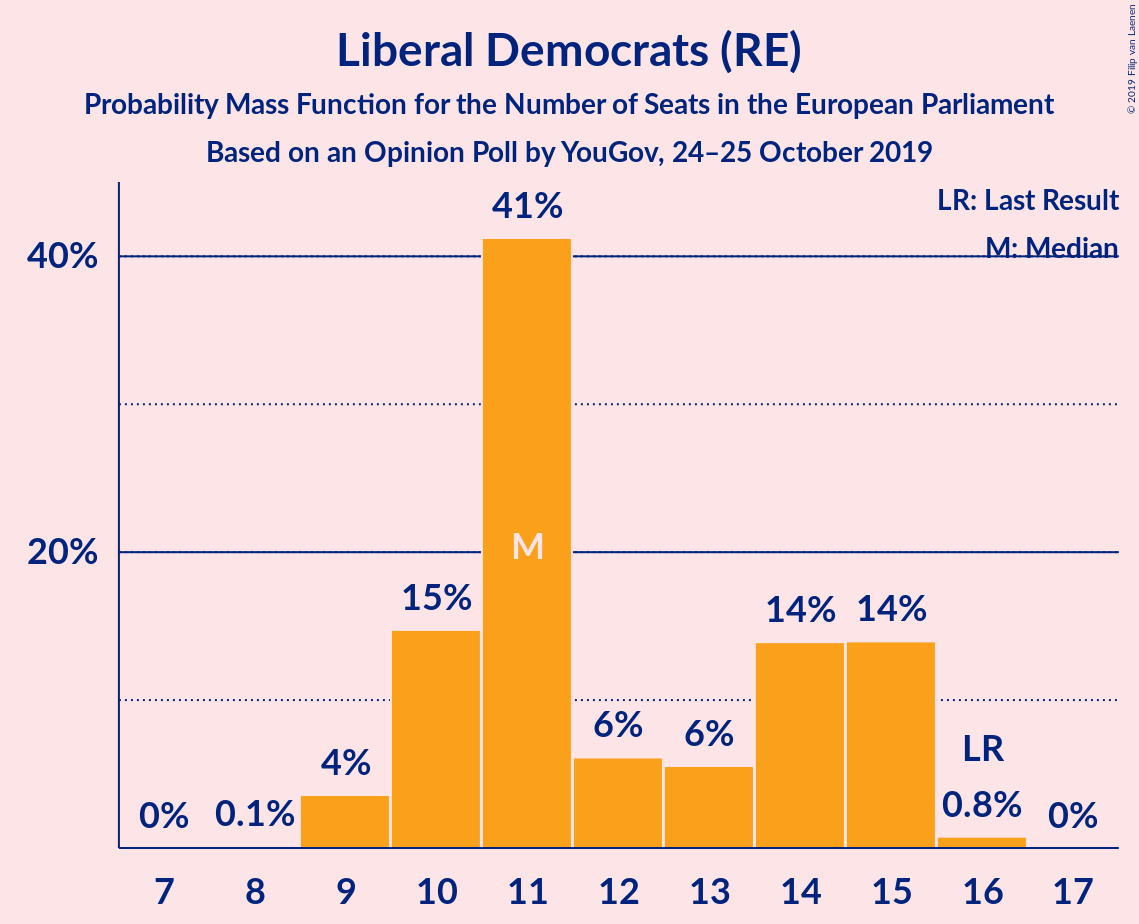 Liberal Democrats (RE)
Probability Mass Function for the Number of Seats in the European Parliament
Based on an Opinion Poll by YouGov, 24–25 October 2019
© 2019 Filip van Laenen
LR: Last Result
M: Median
40%
20%
0%
0.1%
4%
15%
41%
M
6%
6%
14%
14%
LR
0.8%
0%
7 8 9 10 11 12 13 14 15 16 17